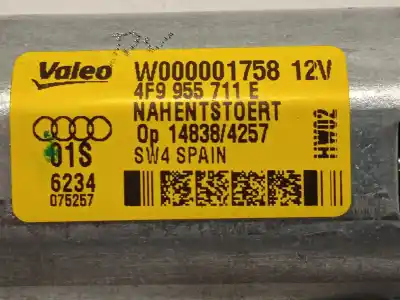 Valeo W000001758 12V
4F9 955 711 E
NAHENTSTOERT
01S Op 14838/4257
SW4 SPAIN
6234
075257
HW02